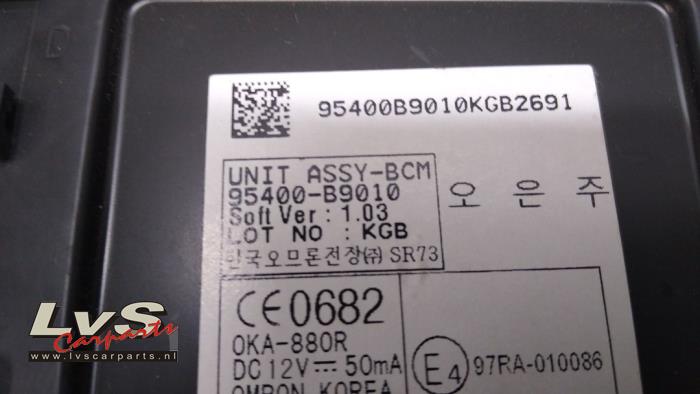 D
95400B9010KGB2691
UNIT ASSY-BCM
95400-B9010
Soft Ver : 1.03
LOT NO : KGB
한국오므론전장(주) SR73
오 은 주
CE0682
OKA-880R
DC 12V ⎓ 50mA
OMRON KOREA
E4 97RA-010086
LvS
Carparts
www.lvscarparts.nl